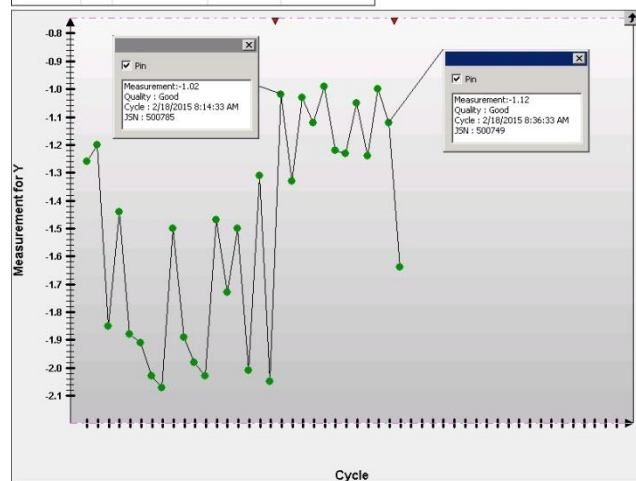 -0.8
-0.9
-1.0
-1.1
-1.2
-1.3
-1.4
-1.5
-1.6
-1.7
-1.8
-1.9
-2.0
-2.1
Measurement for Y
Pin
Measurement:-1.02
Quality : Good
Cycle : 2/18/2015 8:14:33 AM
JSN : 500785
Pin
Measurement:-1.12
Quality : Good
Cycle : 2/18/2015 8:36:33 AM
JSN : 500749
Cycle